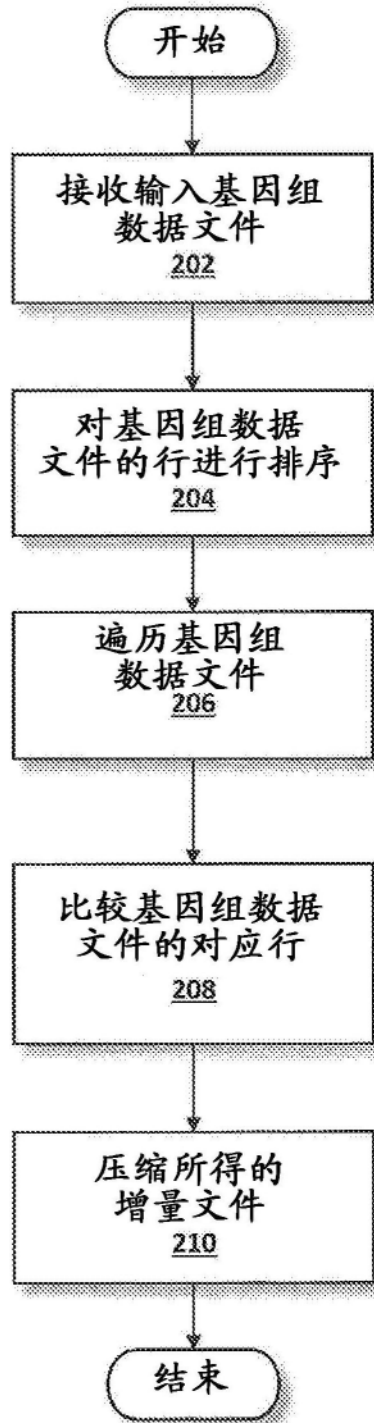 开始
接收输入基因组
数据文件
202
对基因组数据
文件的行进行排序
204
遍历基因组
数据文件
206
比较基因组数据
文件的对应行
208
压缩所得的
增量文件
210
结束